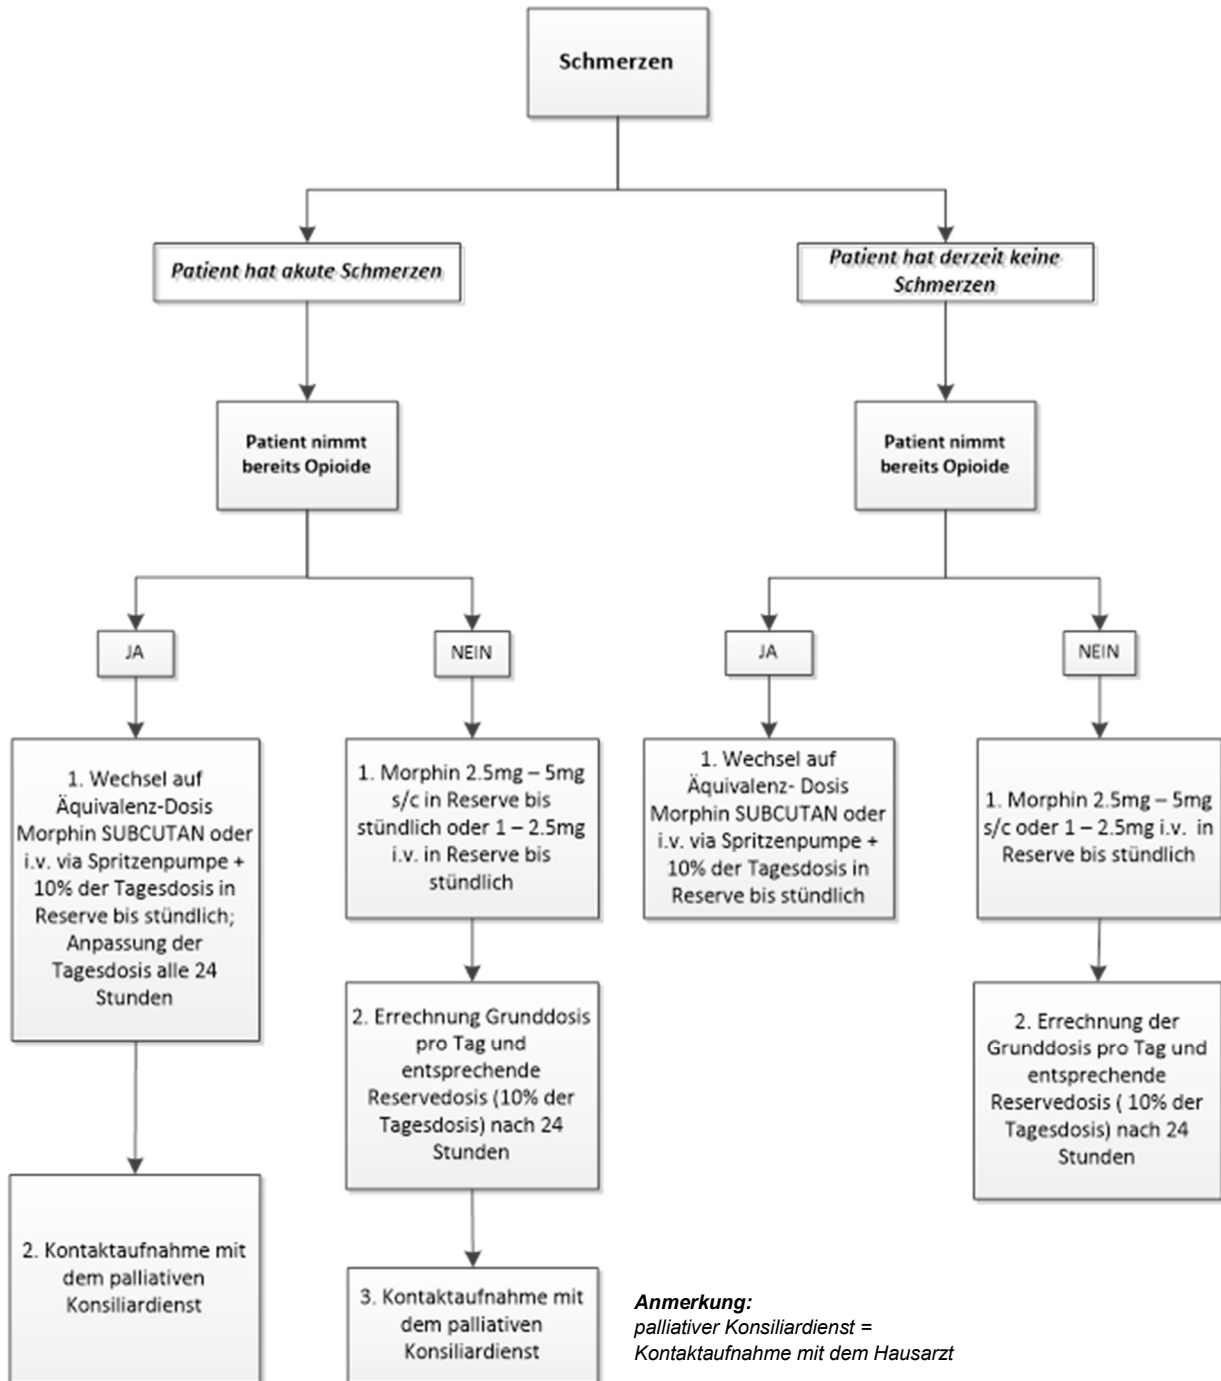 Schmerzen
Patient hat akute Schmerzen
Patient hat derzeit keine
Schmerzen
Patient nimmt
bereits Opioide
Patient nimmt
bereits Opioide
JA
NEIN
JA
NEIN
1. Wechsel auf
Äquivalenz-Dosis
Morphin SUBCUTAN oder
i.v. via Spritzenpumpe +
10% der Tagesdosis in
Reserve bis stündlich;
Anpassung der
Tagesdosis alle 24
Stunden
1. Morphin 2.5mg – 5mg
s/c in Reserve bis
stündlich oder 1 – 2.5mg
i.v. in Reserve bis
stündlich
1. Wechsel auf
Äquivalenz- Dosis
Morphin SUBCUTAN oder
i.v. via Spritzenpumpe +
10% der Tagesdosis in
Reserve bis stündlich
1. Morphin 2.5mg – 5mg
s/c oder 1 – 2.5mg i.v. in
Reserve bis stündlich
2. Errechnung Grunddosis
pro Tag und
entsprechende
Reservedosis (10% der
Tagesdosis) nach 24
Stunden
2. Errechnung der
Grunddosis pro Tag und
entsprechende
Reservedosis ( 10% der
Tagesdosis) nach 24
Stunden
2. Kontaktaufnahme mit
dem palliativen
Konsiliardienst
3. Kontaktaufnahme mit
dem palliativen
Konsiliardienst
Anmerkung:
palliativer Konsiliardienst =
Kontaktaufnahme mit dem Hausarzt